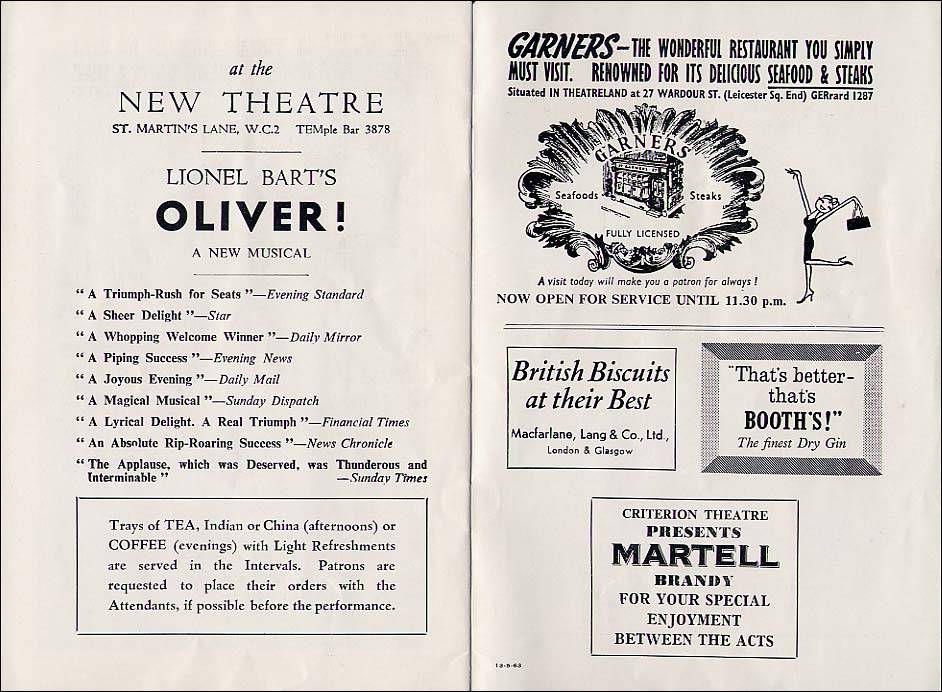 at the
NEW THEATRE
ST. MARTIN'S LANE, W.C.2 TEMple Bar 3878
LIONEL BART'S
OLIVER!
A NEW MUSICAL
" A Triumph-Rush for Seats "—Evening Standard
" A Sheer Delight "—Star
" A Whopping Welcome Winner "—Daily Mirror
" A Piping Success "—Evening News
" A Joyous Evening "—Daily Mail
" A Magical Musical "—Sunday Dispatch
" A Lyrical Delight. A Real Triumph "—Financial Times
" An Absolute Rip-Roaring Success "—News Chronicle
" The Applause, which was Deserved, was Thunderous and
Interminable " —Sunday Times
Trays of TEA, Indian or China (afternoons) or
COFFEE (evenings) with Light Refreshments
are served in the Intervals. Patrons are
requested to place their orders with the
Attendants, if possible before the performance.
GARNERS—THE WONDERFUL RESTAURANT YOU SIMPLY
MUST VISIT. RENOWNED FOR ITS DELICIOUS SEAFOOD & STEAKS
Situated IN THEATRELAND at 27 WARDOUR ST. (Leicester Sq. End) GERrard 1287
GARNERS
Seafoods Steaks
FULLY LICENSED
A visit today will make you a patron for always!
NOW OPEN FOR SERVICE UNTIL 11.30 p.m.
British Biscuits
at their Best
Macfarlane, Lang & Co., Ltd.,
London & Glasgow
"That's better-
that's
BOOTH'S!"
The finest Dry Gin
CRITERION THEATRE
PRESENTS
MARTELL
BRANDY
FOR YOUR SPECIAL
ENJOYMENT
BETWEEN THE ACTS
13-5-63